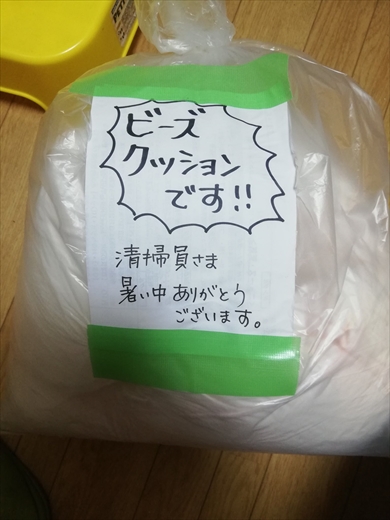 ビーズ
クッション
です!!
清掃員さま
暑い中ありがとう
ございます。